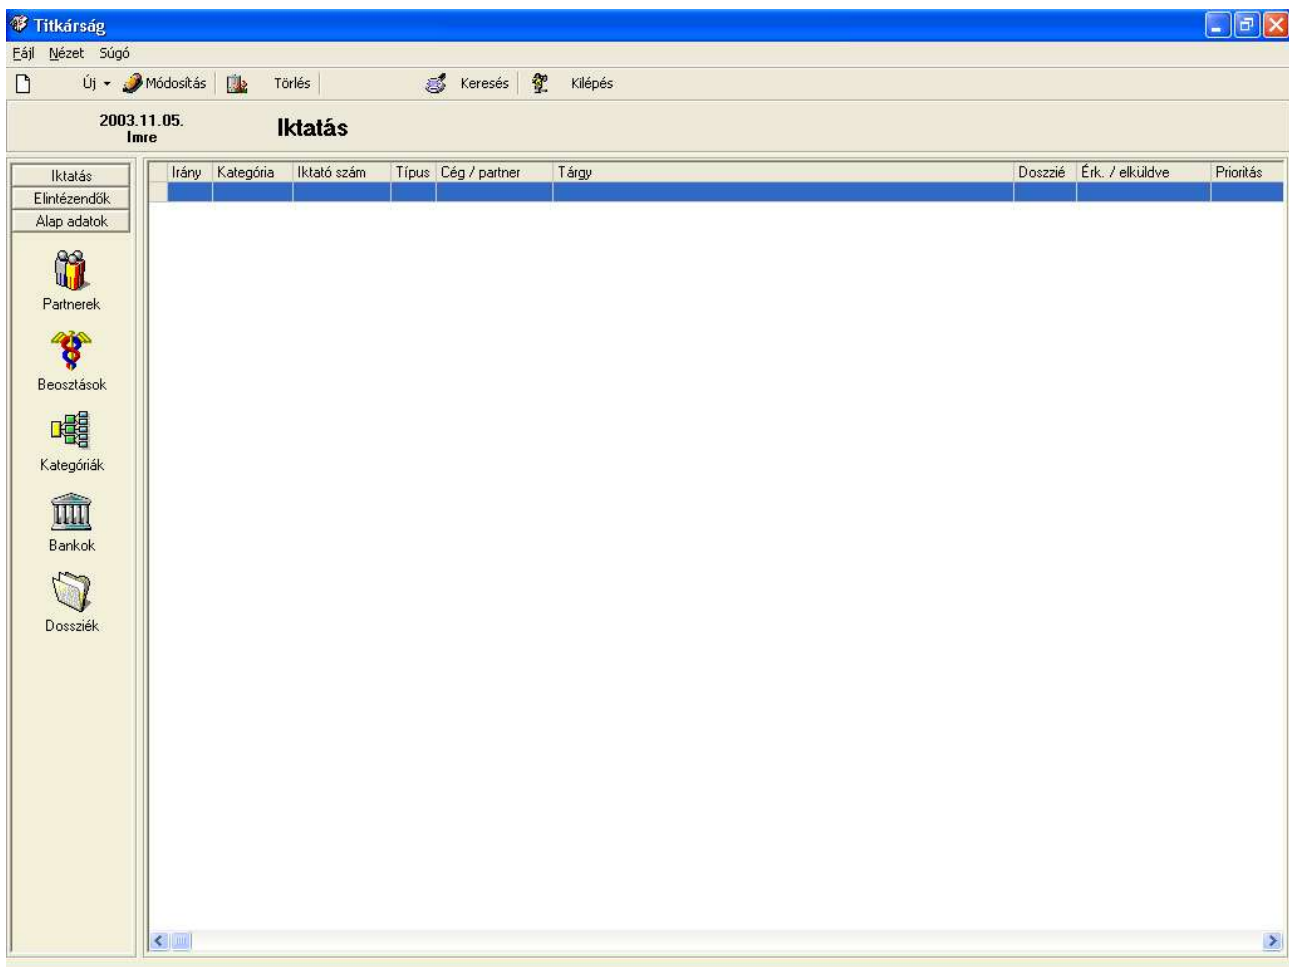 Titkárság
Fájl Nézet Súgó
Új Módosítás Törlés Keresés Kilépés
2003.11.05.
Imre
Iktatás
Iktatás
Elintézendők
Alap adatok
Partnerek
Beosztások
Kategóriák
Bankok
Dossziék
Irány Kategória Iktató szám Típus Cég / partner Tárgy Doszzié Érk. / elküldve Prioritás